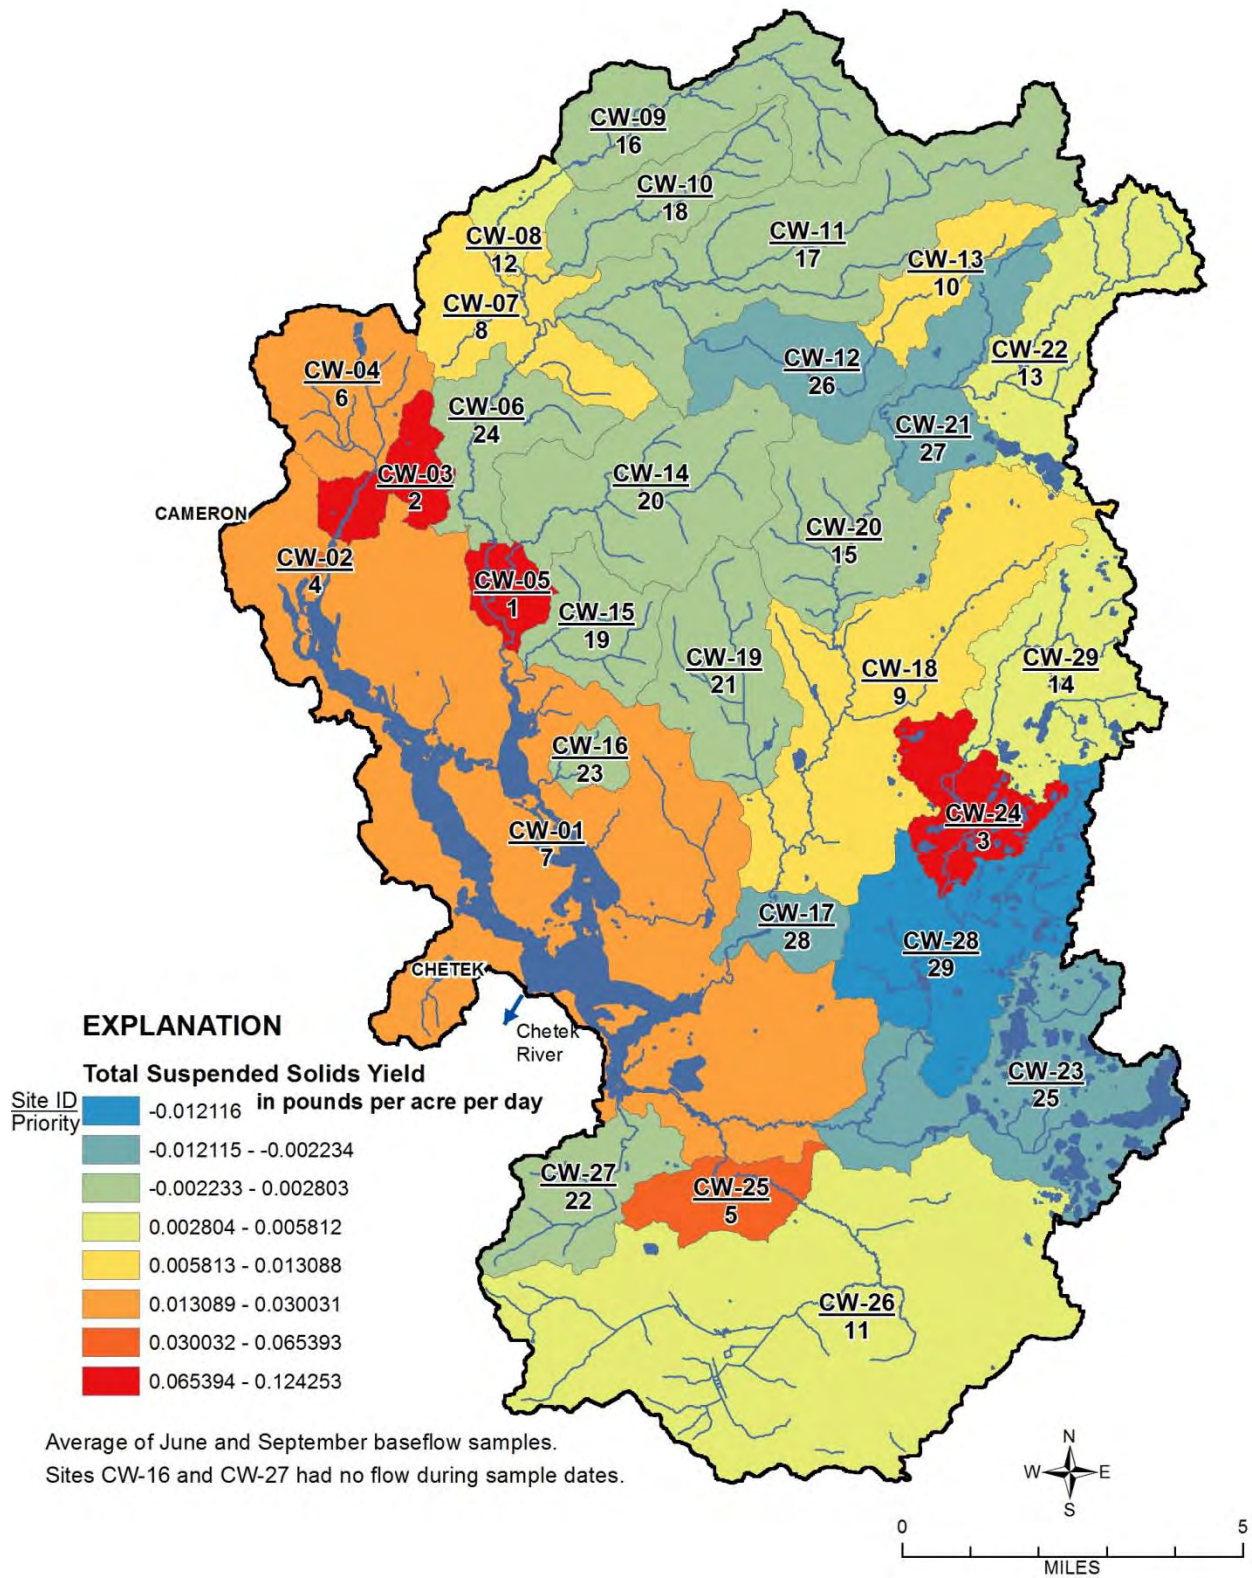 CW-09
16
CW-10
18
CW-11
17
CW-08
12
CW-13
10
CW-07
8
CW-22
13
CW-12
26
CW-04
6
CW-06
24
CW-21
27
CW-03
2
CW-14
20
CAMERON
CW-20
15
CW-02
4
CW-05
1
CW-15
19
CW-19
21
CW-18
9
CW-29
14
CW-16
23
CW-24
3
CW-01
7
CW-17
28
CW-28
29
CHETEK
Chetek
River
CW-23
25
CW-27
22
CW-25
5
CW-26
11
EXPLANATION
Total Suspended Solids Yield
in pounds per acre per day
Site ID
Priority
-0.012116
-0.012115 - -0.002234
-0.002233 - 0.002803
0.002804 - 0.005812
0.005813 - 0.013088
0.013089 - 0.030031
0.030032 - 0.065393
0.065394 - 0.124253
Average of June and September baseflow samples.
Sites CW-16 and CW-27 had no flow during sample dates.
N
W E
S
0 5
MILES